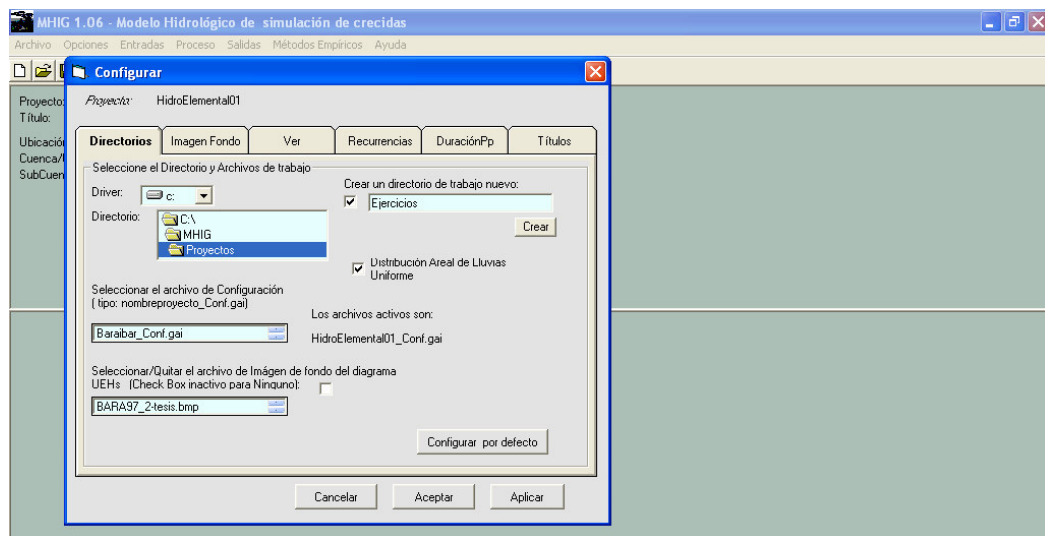 MHIG 1.06 - Modelo Hidrológico de simulación de crecidas
Archivo Opciones Entradas Proceso Salidas Métodos Empíricos Ayuda
Configurar
Proyecto:
Título:
Ubicació
Cuenca/
SubCuen
Proyecto: HidroElemental01
Directorios Imagen Fondo Ver Recurrencias DuraciónPp Títulos
Seleccione el Directorio y Archivos de trabajo
Driver: c:
Directorio:
C:\
MHIG
Proyectos
Crear un directorio de trabajo nuevo:
Ejercicios
Crear
Distribución Areal de Lluvias
Uniforme
Seleccionar el archivo de Configuración
( tipo: nombreproyecto_Conf.gai)
Baraibar_Conf.gai
Los archivos activos son:
HidroElemental01_Conf.gai
Seleccionar/Quitar el archivo de Imágen de fondo del diagrama
UEHs (Check Box inactivo para Ninguno):
BARA97_2-tesis.bmp
Configurar por defecto
Cancelar Aceptar Aplicar